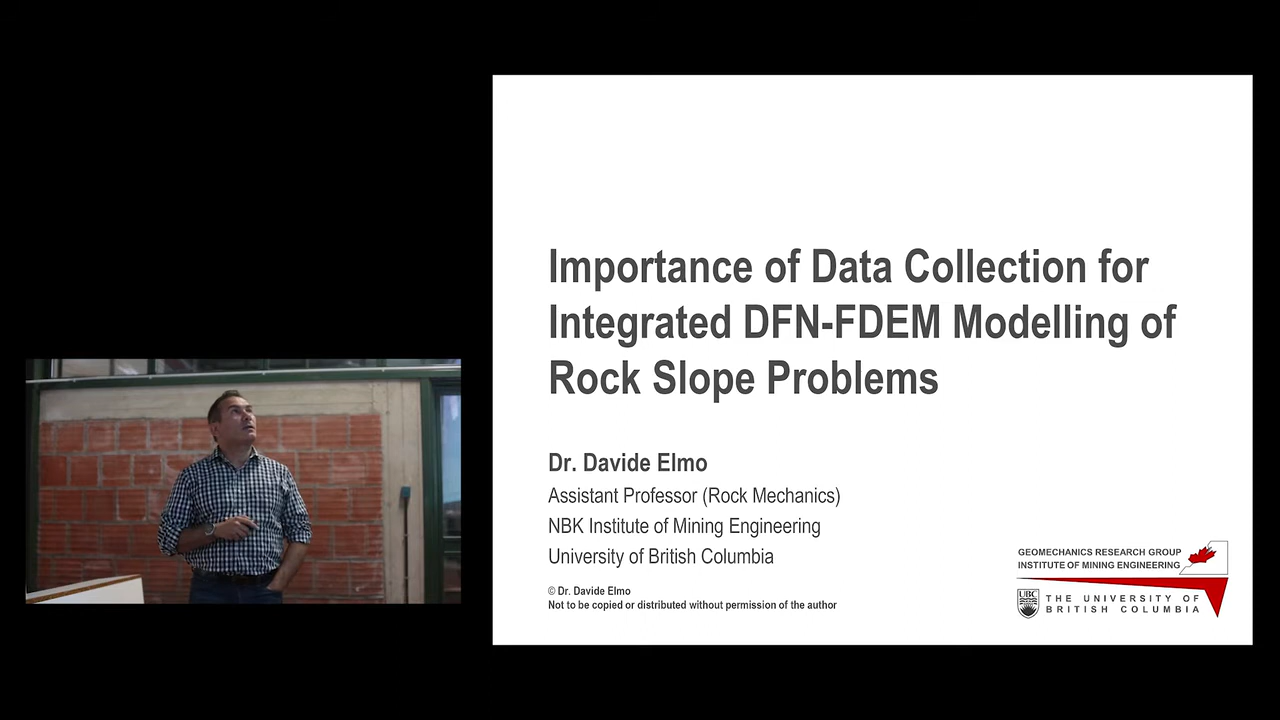 Importance of Data Collection for
Integrated DFN-FDEM Modelling of
Rock Slope Problems
Dr. Davide Elmo
Assistant Professor (Rock Mechanics)
NBK Institute of Mining Engineering
University of British Columbia
© Dr. Davide Elmo
Not to be copied or distributed without permission of the author
GEOMECHANICS RESEARCH GROUP
INSTITUTE OF MINING ENGINEERING
UBC
THE UNIVERSITY OF
BRITISH COLUMBIA